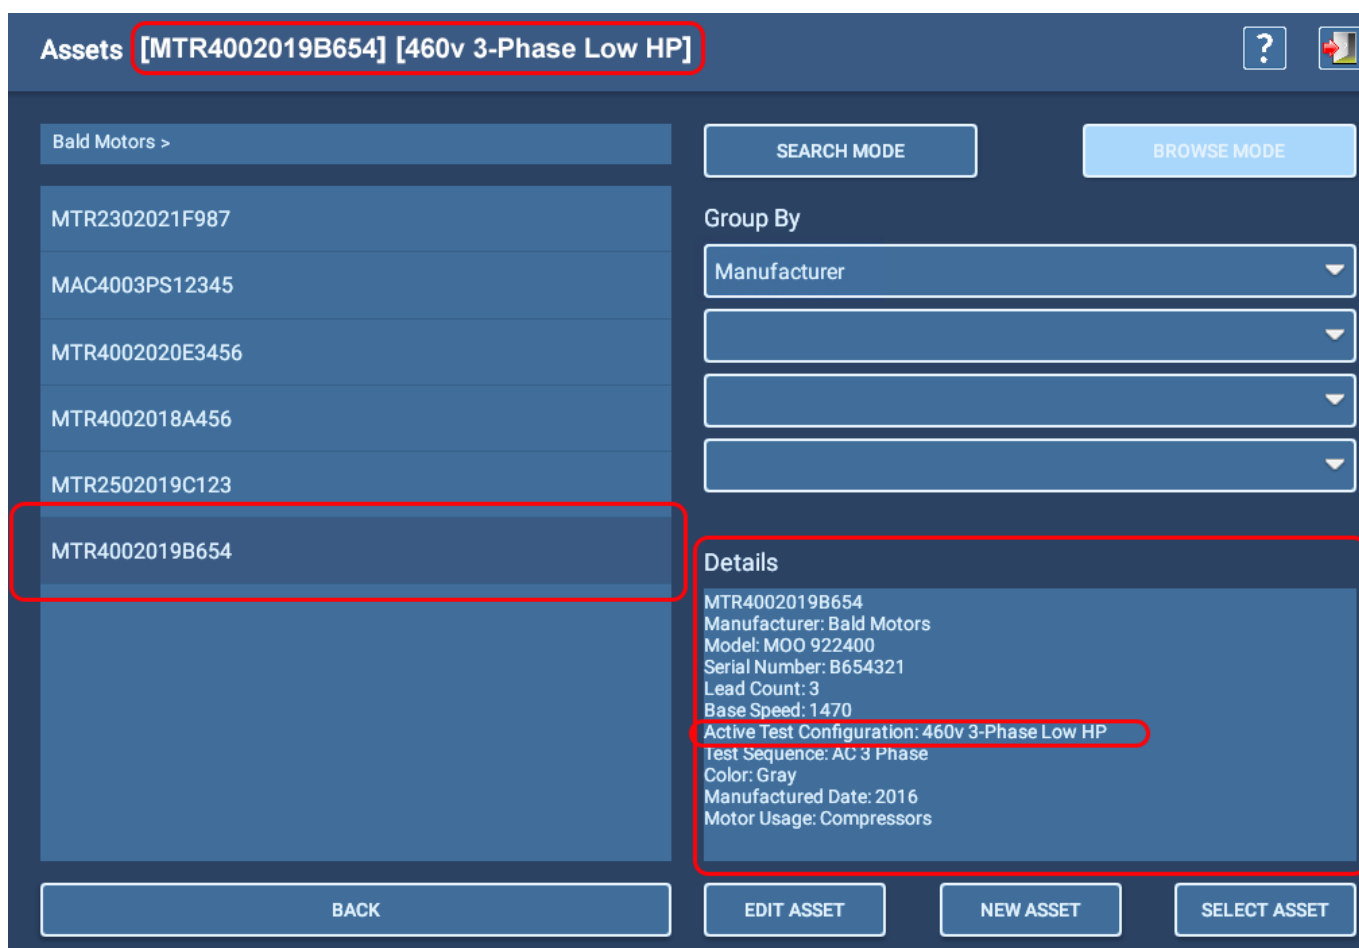 Assets [MTR4002019B654] [460v 3-Phase Low HP]
?
Bald Motors >
SEARCH MODE
BROWSE MODE
MTR2302021F987
MAC4003PS12345
MTR4002020E3456
MTR4002018A456
MTR2502019C123
MTR4002019B654
Group By
Manufacturer
Details
MTR4002019B654
Manufacturer: Bald Motors
Model: MOO 922400
Serial Number: B654321
Lead Count: 3
Base Speed: 1470
Active Test Configuration: 460v 3-Phase Low HP
Test Sequence: AC 3 Phase
Color: Gray
Manufactured Date: 2016
Motor Usage: Compressors
BACK
EDIT ASSET
NEW ASSET
SELECT ASSET